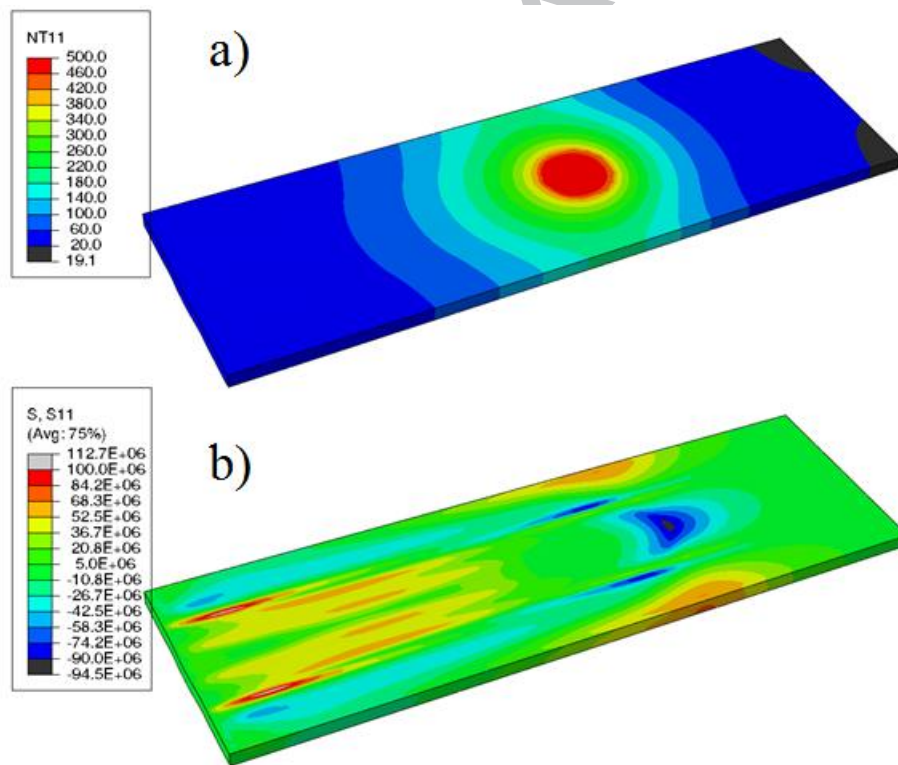 NT11
500.0
460.0
420.0
380.0
340.0
300.0
260.0
220.0
180.0
140.0
100.0
60.0
20.0
19.1
a)
S, S11
(Avg: 75%)
112.7E+06
100.0E+06
84.2E+06
68.3E+06
52.5E+06
36.7E+06
20.8E+06
5.0E+06
-10.8E+06
-26.7E+06
-42.5E+06
-58.3E+06
-74.2E+06
-90.0E+06
-94.5E+06
b)